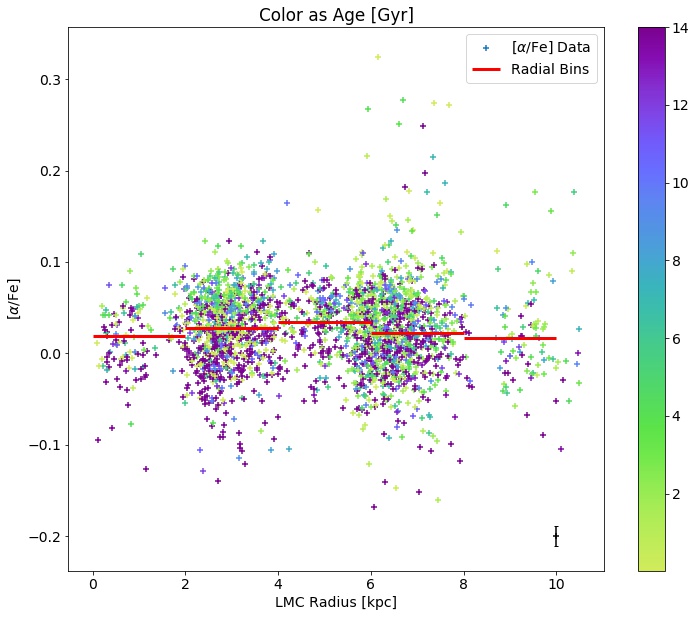 Color as Age [Gyr]
[α/Fe] Data
Radial Bins
[α/Fe]
0.3
0.2
0.1
0.0
−0.1
−0.2
0 2 4 6 8 10
LMC Radius [kpc]
14
12
10
8
6
4
2